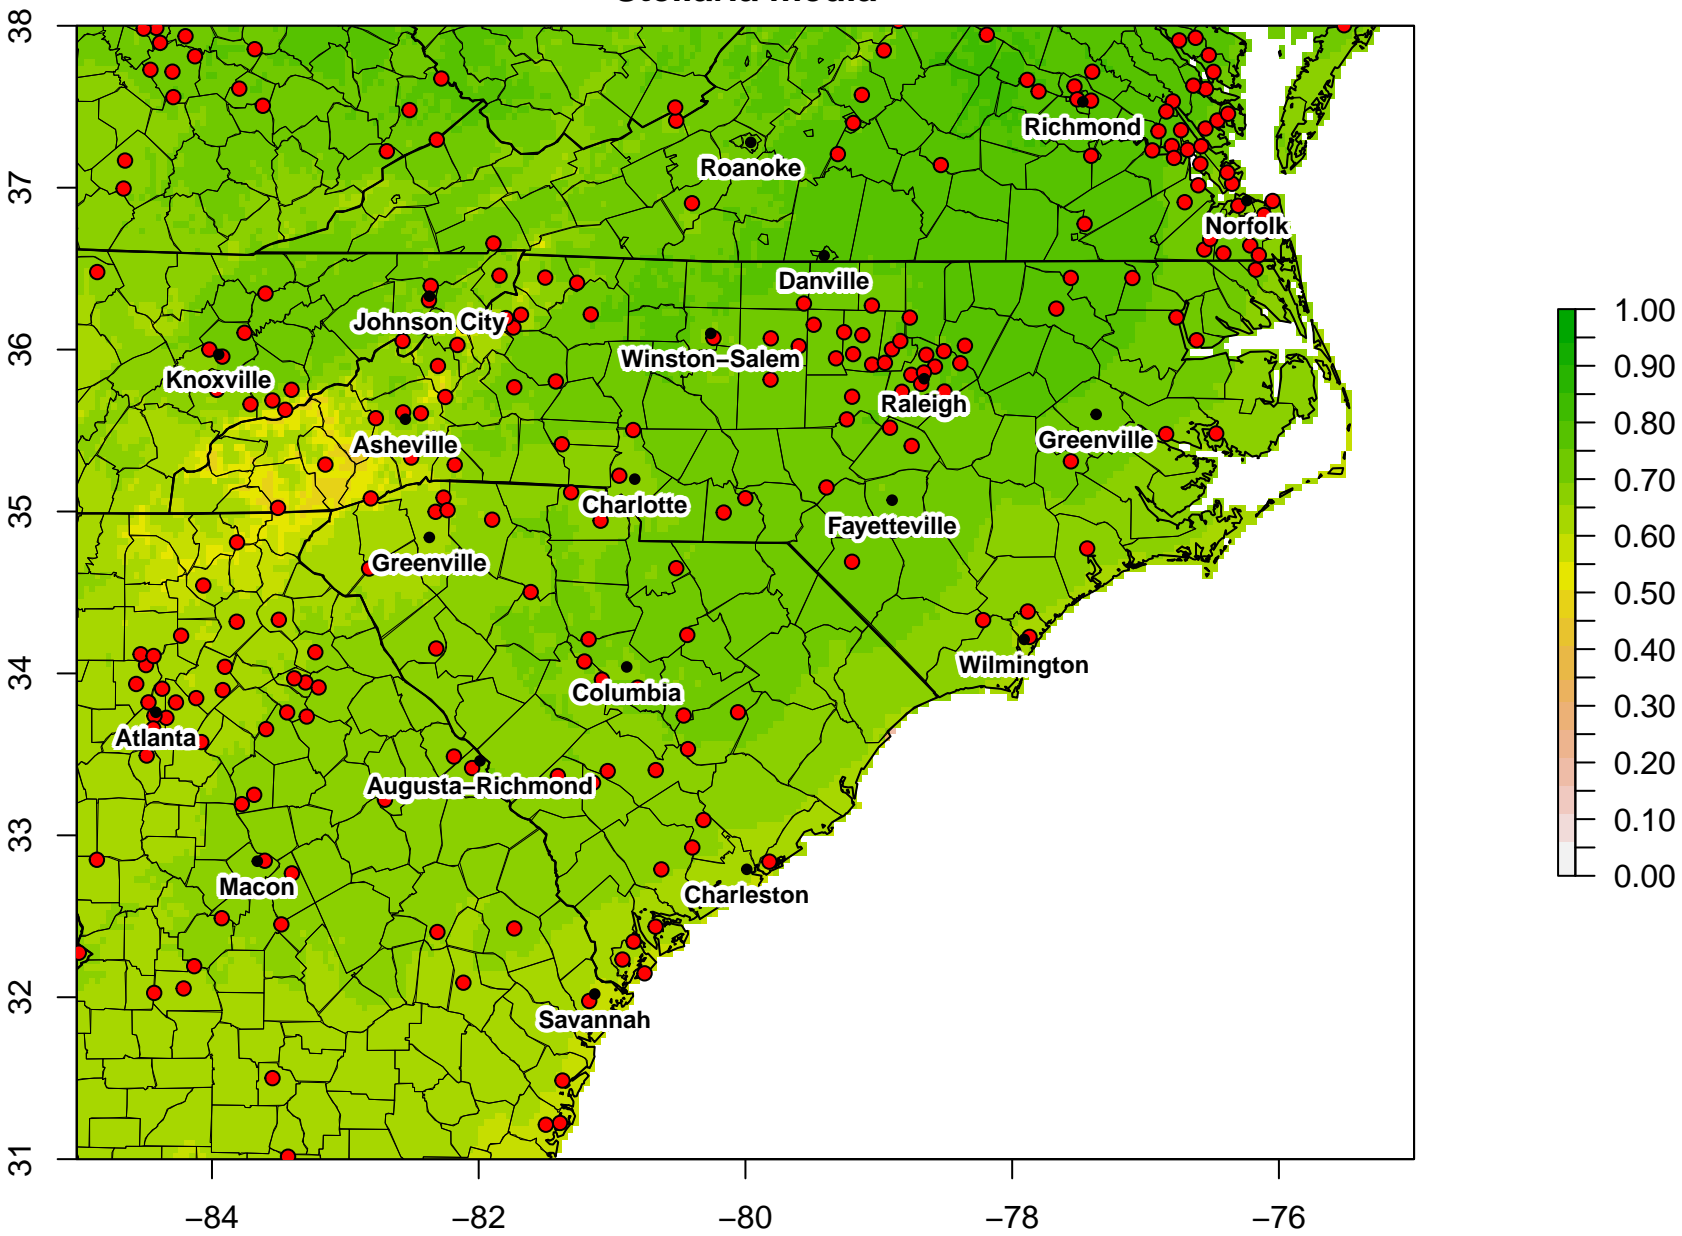 Stellaria media
38
37
36
35
34
33
32
31
Richmond
Roanoke
Norfolk
Danville
Johnson City
Winston–Salem
Knoxville
Raleigh
Asheville
Greenville
Charlotte
Fayetteville
Greenville
Wilmington
Columbia
Atlanta
Augusta–Richmond
Macon
Charleston
Savannah
−84
−82
−80
−78
−76
1.00
0.90
0.80
0.70
0.60
0.50
0.40
0.30
0.20
0.10
0.00